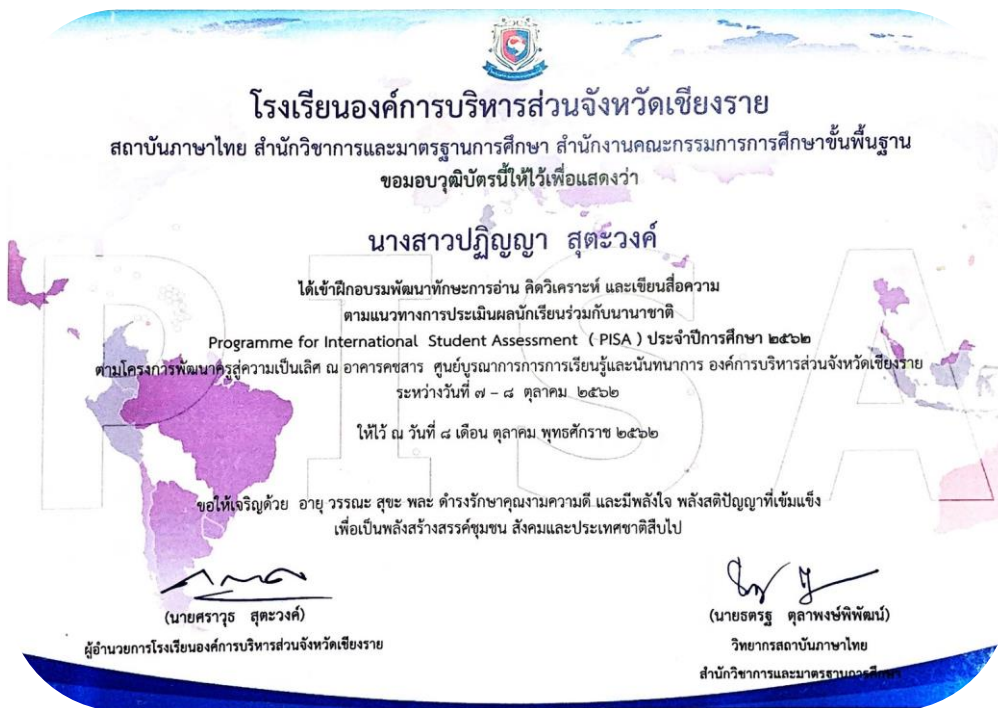 โรงเรียนองค์การบริหารส่วนจังหวัดเชียงราย
สถาบันภาษาไทย สำนักวิชาการและมาตรฐานการศึกษา สำนักงานคณะกรรมการการศึกษาขั้นพื้นฐาน
ขอมอบวุฒิบัตรนี้ให้ไว้เพื่อแสดงว่า
นางสาวปฏิญญา สุตะวงค์
ได้เข้าฝึกอบรมพัฒนาทักษะการอ่าน คิดวิเคราะห์ และเขียนสื่อความ
ตามแนวทางการประเมินผลนักเรียนร่วมกับนานาชาติ
Programme for International Student Assessment ( PISA ) ประจำปีการศึกษา ๒๕๖๒
ตามโครงการพัฒนาครูสู่ความเป็นเลิศ ณ อาคารคชสาร ศูนย์บูรณาการการการเรียนรู้และนันทนาการ องค์การบริหารส่วนจังหวัดเชียงราย
ระหว่างวันที่ ๗ – ๘ ตุลาคม ๒๕๖๒
ให้ไว้ ณ วันที่ ๘ เดือน ตุลาคม พุทธศักราช ๒๕๖๒
PISA
ขอให้เจริญด้วย อายุ วรรณะ สุขะ พละ ดำรงรักษาคุณงามความดี และมีพลังใจ พลังสติปัญญาที่เข้มแข็ง
เพื่อเป็นพลังสร้างสรรค์ชุมชน สังคมและประเทศชาติสืบไป
(นายศราวุธ สุตะวงค์)
ผู้อำนวยการโรงเรียนองค์การบริหารส่วนจังหวัดเชียงราย
(นายธตรฐ ตุลาพงษ์พิพัฒน์)
วิทยากรสถาบันภาษาไทย
สำนักวิชาการและมาตรฐานการศึกษา